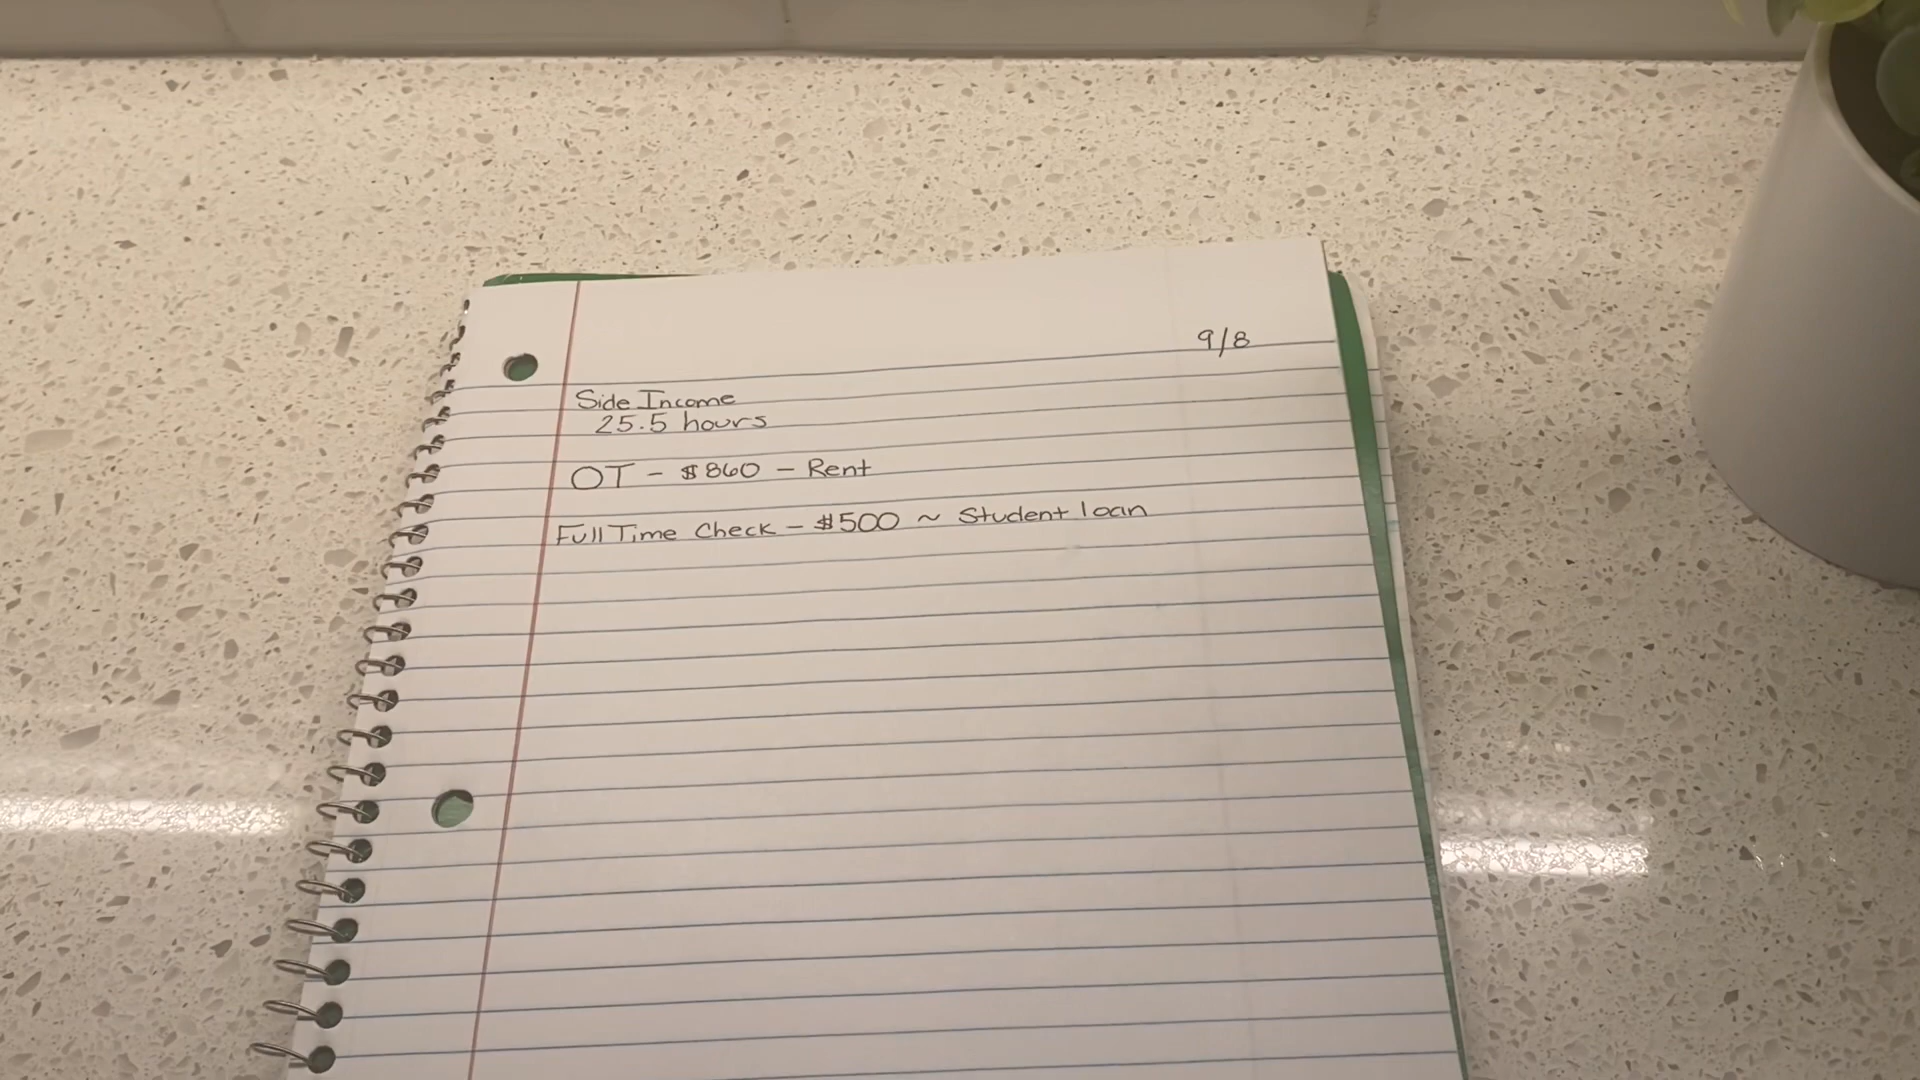 9/8
Side Income
25.5 hours
OT - $860 - Rent
Full Time Check - $500 ~ Student loan